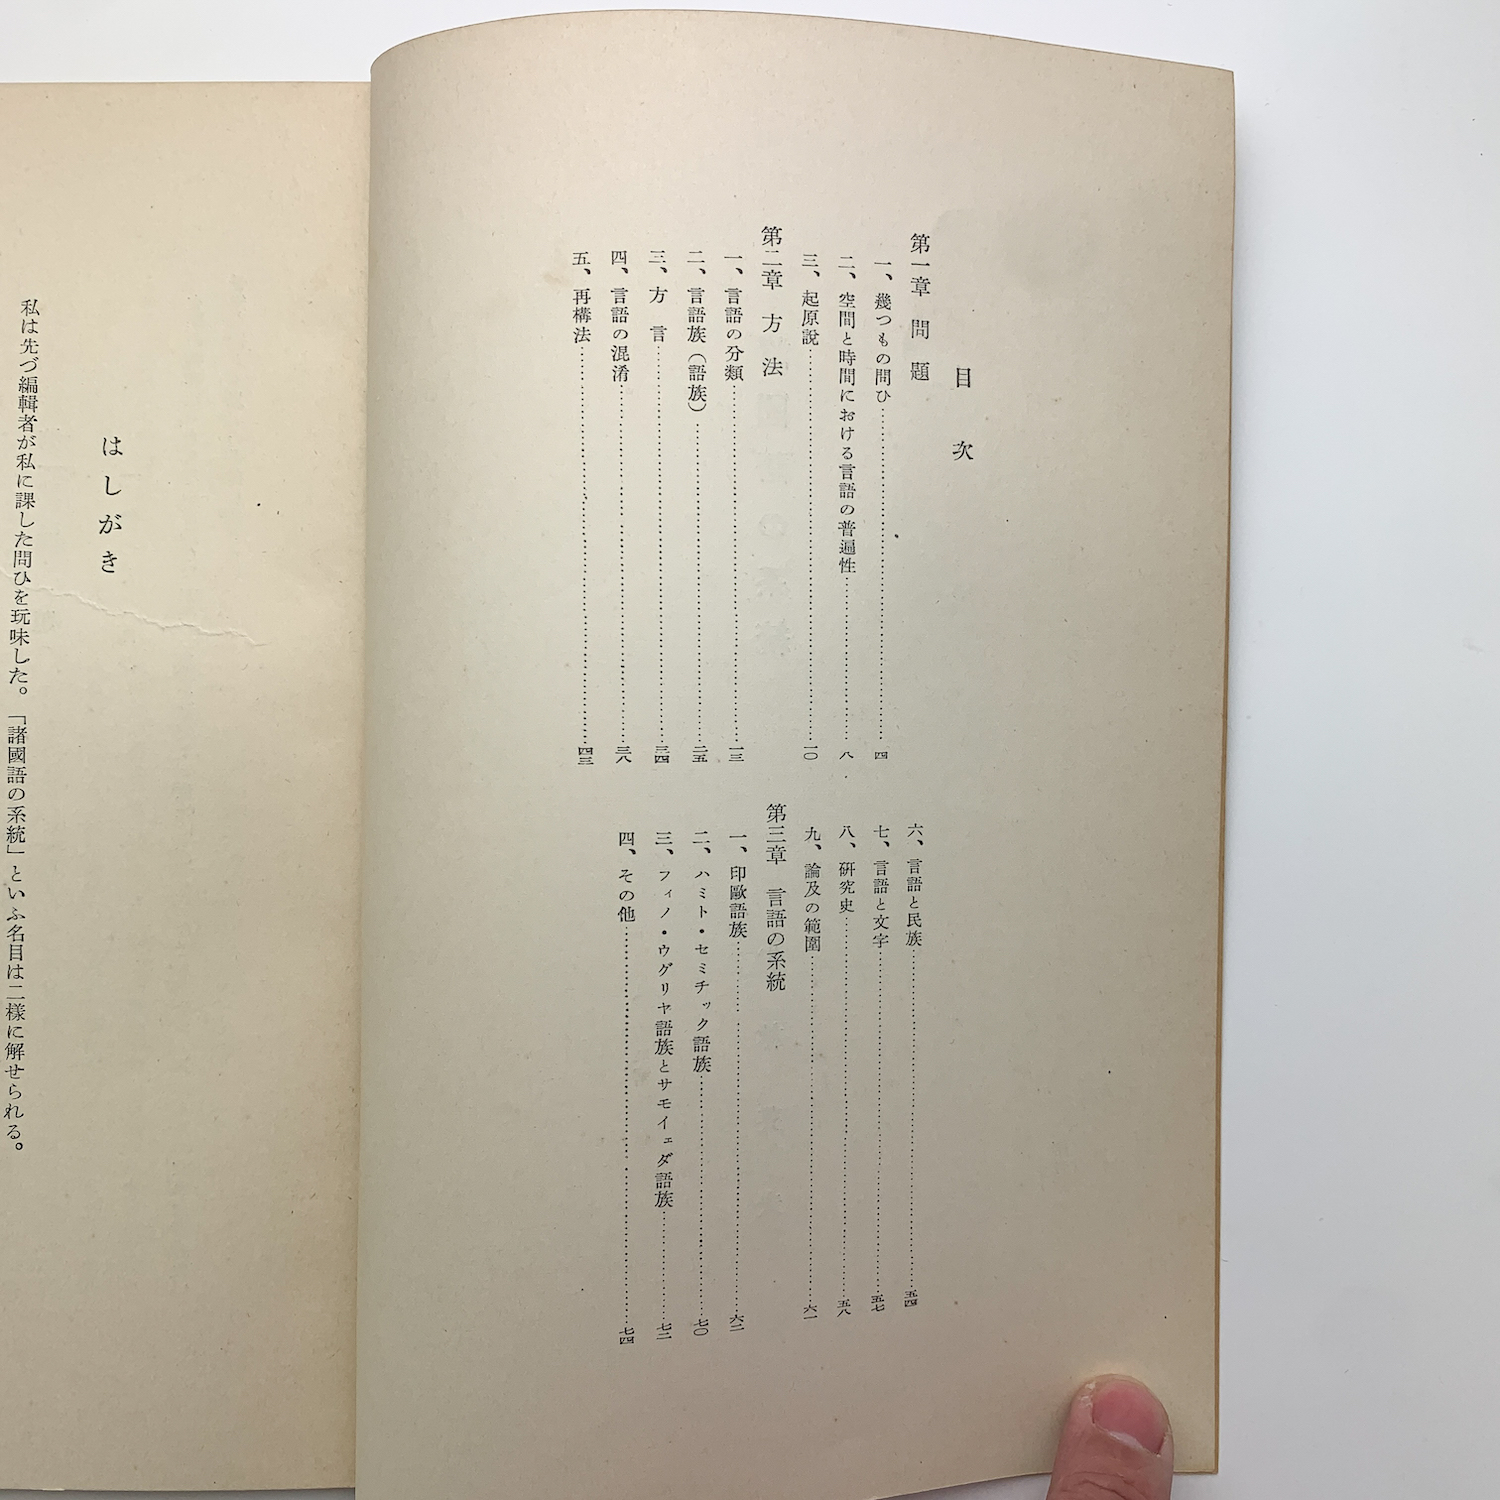 目次
第一章 問題
一、幾つもの問ひ……四
二、空間と時間における言語の普遍性……八
三、起原說……一〇
第二章 方法
一、言語の分類……一三
二、言語族（語族）……二五
三、方言……三四
四、言語の混淆……三八
五、再構法……四三
六、言語と民族……五四
七、言語と文字……五七
八、硏究史……五八
九、論及の範圍……六一
第三章 言語の系統
一、印歐語族……六二
二、ハミト・セミチック語族……七〇
三、フィノ・ウグリヤ語族とサモイェダ語族……七二
四、その他……七四
はしがき
私は先づ編輯者が私に課した問ひを玩味した。「諸國語の系統」といふ名目は二樣に解せられる。